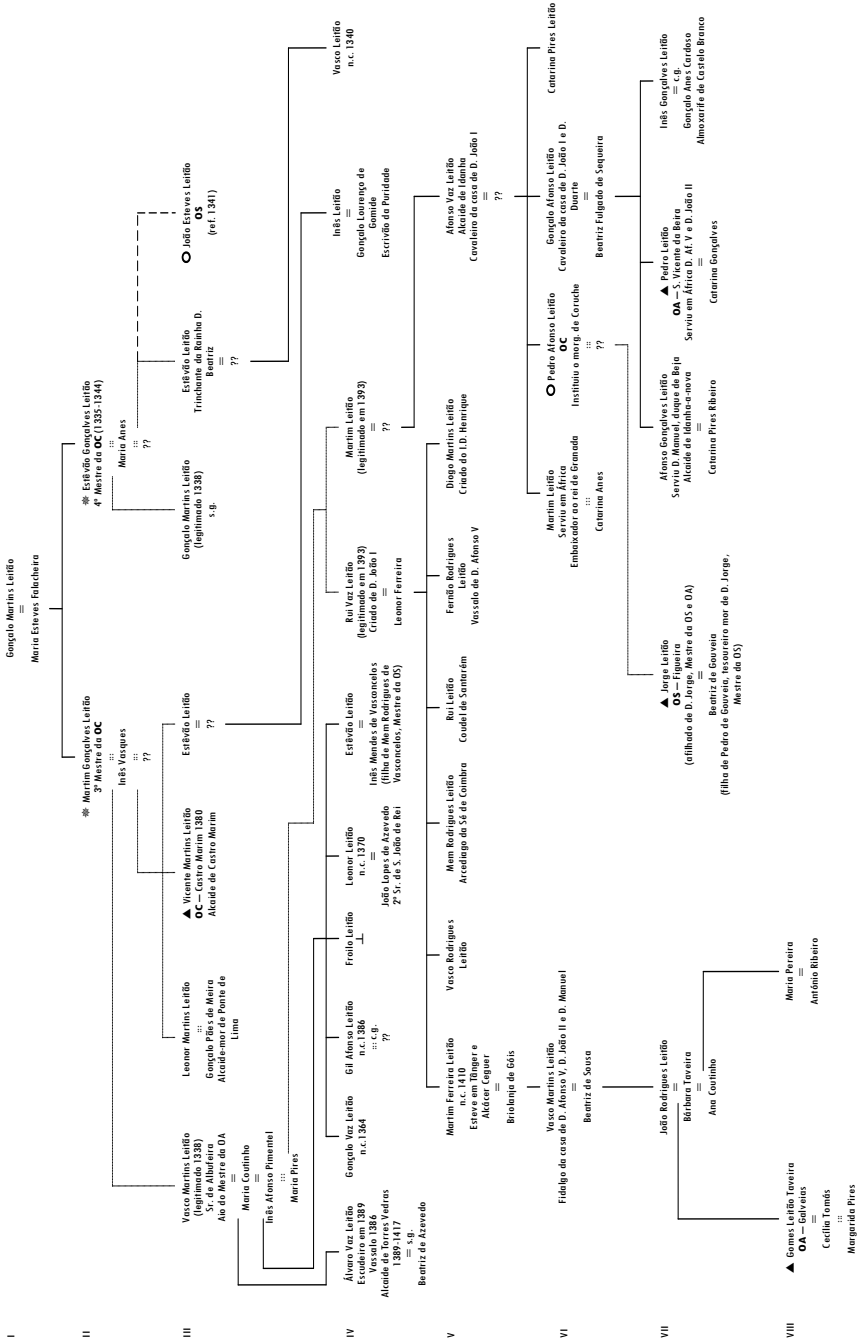 I
Gonçalo Martins Leitão
=
Maria Esteves Falacheira
II
Martim Gonçalves Leitão
3º Mestre da OC
:::
Inês Vasques
:::
??
Estêvão Gonçalves Leitão
4º Mestre da OC (1335-1344)
:::
Maria Anes
:::
??
III
Vasco Martins Leitão
(legitimado 1338)
Sr. de Albufeira
Aio do Mestre da OA
=
Maria Coutinho
=
Inês Afonso Pimentel
:::
Maria Pires
Leonor Martins Leitão
:::
Gonçalo Pães de Meira
Alcaide-mor de Ponte de
Lima
▲ Vicente Martins Leitão
OC – Castro Marim 1380
Alcaide de Castro Marim
Estêvão Leitão
=
??
Gonçalo Martins Leitão
(legitimado 1338)
s.g.
Estêvão Leitão
Trinchante da Rainha D.
Beatriz
=
??
João Esteves Leitão
OS
(ref. 1341)
IV
Álvaro Vaz Leitão
Escudeiro em 1389
Vassalo 1386
Alcaide de Torres Vedras
1389-1417
= s.g.
Beatriz de Azevedo
Gonçalo Vaz Leitão
n.c.1364
Gil Afonso Leitão
n.c.1386
::: c.g.
??
Froilo Leitão
⊥
Leonor Leitão
n.c. 1370
=
João Lopes de Azevedo
2º Sr. de S. João de Rei
Estêvão Leitão
=
Inês Mendes de Vasconcelos
(filha de Mem Rodrigues de
Vasconcelos, Mestre da OS)
Rui Vaz Leitão
(legitimado em 1393)
Criado de D. João I
=
Leonor Ferreira
Martim Leitão
(legitimado em 1393)
=
??
Inês Leitão
=
Gonçalo Lourenço de
Gomide
Escrivão da Puridade
Vasco Leitão
n.c. 1340
V
Martim Ferreira Leitão
n.c. 1410
Esteve em Tânger e
Alcácer Ceguer
=
Briolanja de Góis
Vasco Rodrigues
Leitão
Mem Rodrigues Leitão
Arcediago da Sé de Coimbra
Rui Leitão
Coudel de Santarém
Fernão Rodrigues
Leitão
Vassalo de D. Afonso V
Diogo Martins Leitão
Criado do I.D. Henrique
Afonso Vaz Leitão
Alcaide de Idanha
Cavaleiro da casa de D. João I
=
??
VI
Vasco Martins Leitão
Fidalgo da casa de D. Afonso V, D. João II e D. Manuel
=
Beatriz de Sousa
Martim Leitão
Serviu em África
Embaixador ao rei de Granada
:::
Catarina Anes
Pedro Afonso Leitão
OC
Instituiu o morg. de Coruche
:::
??
Gonçalo Afonso Leitão
Cavaleiro da casa de D. João I e D.
Duarte
=
Beatriz Fulgado de Sequeira
Catarina Pires Leitão
VII
João Rodrigues Leitão
=
Bárbara Taveira
=
Ana Coutinho
▲ Jorge Leitão
OS – Figueira
(afilhado de D. Jorge, Mestre da OS e OA)
=
Beatriz de Gouveia
(filha de Pedro de Gouveia, tesoureiro mor de D. Jorge,
Mestre da OS)
Afonso Gonçalves Leitão
Serviu D. Manuel, duque de Beja
Alcaide de Idanha-a-nova
=
Catarina Pires Ribeiro
▲ Pedro Leitão
OA – S. Vicente da Beira
Serviu em África D. Af. V e D. João II
=
Catarina Gonçalves
Inês Gonçalves Leitão
= c.g.
Gonçalo Anes Cardoso
Almoxarife de Castelo Branco
VIII
▲ Gomes Leitão Taveira
OA – Galveias
=
Cecília Tomás
:::
Margarida Pires
Maria Pereira
=
António Ribeiro